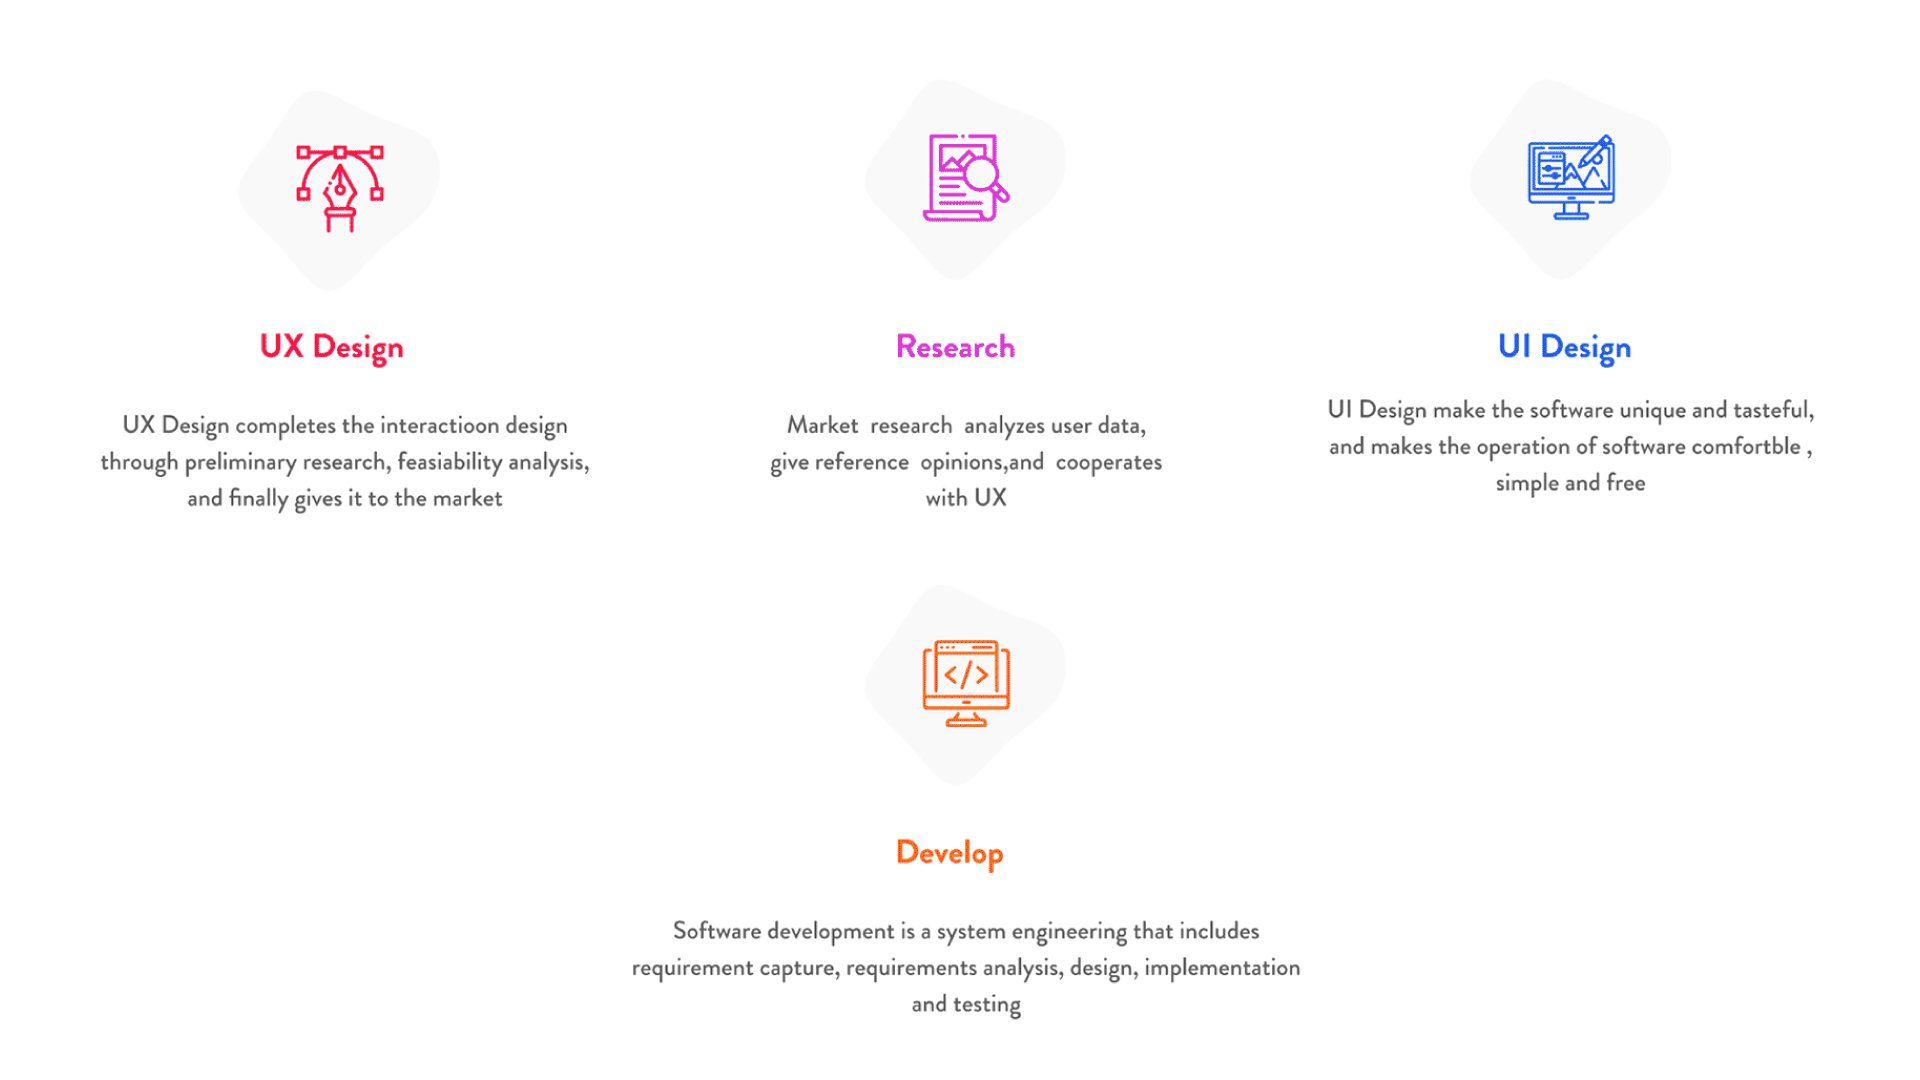 UX Design
UX Design completes the interactioon design
through preliminary research, feasiability analysis,
and finally gives it to the market
Research
Market research analyzes user data,
give reference opinions,and cooperates
with UX
UI Design
UI Design make the software unique and tasteful,
and makes the operation of software comfortble ,
simple and free
Develop
Software development is a system engineering that includes
requirement capture, requirements analysis, design, implementation
and testing